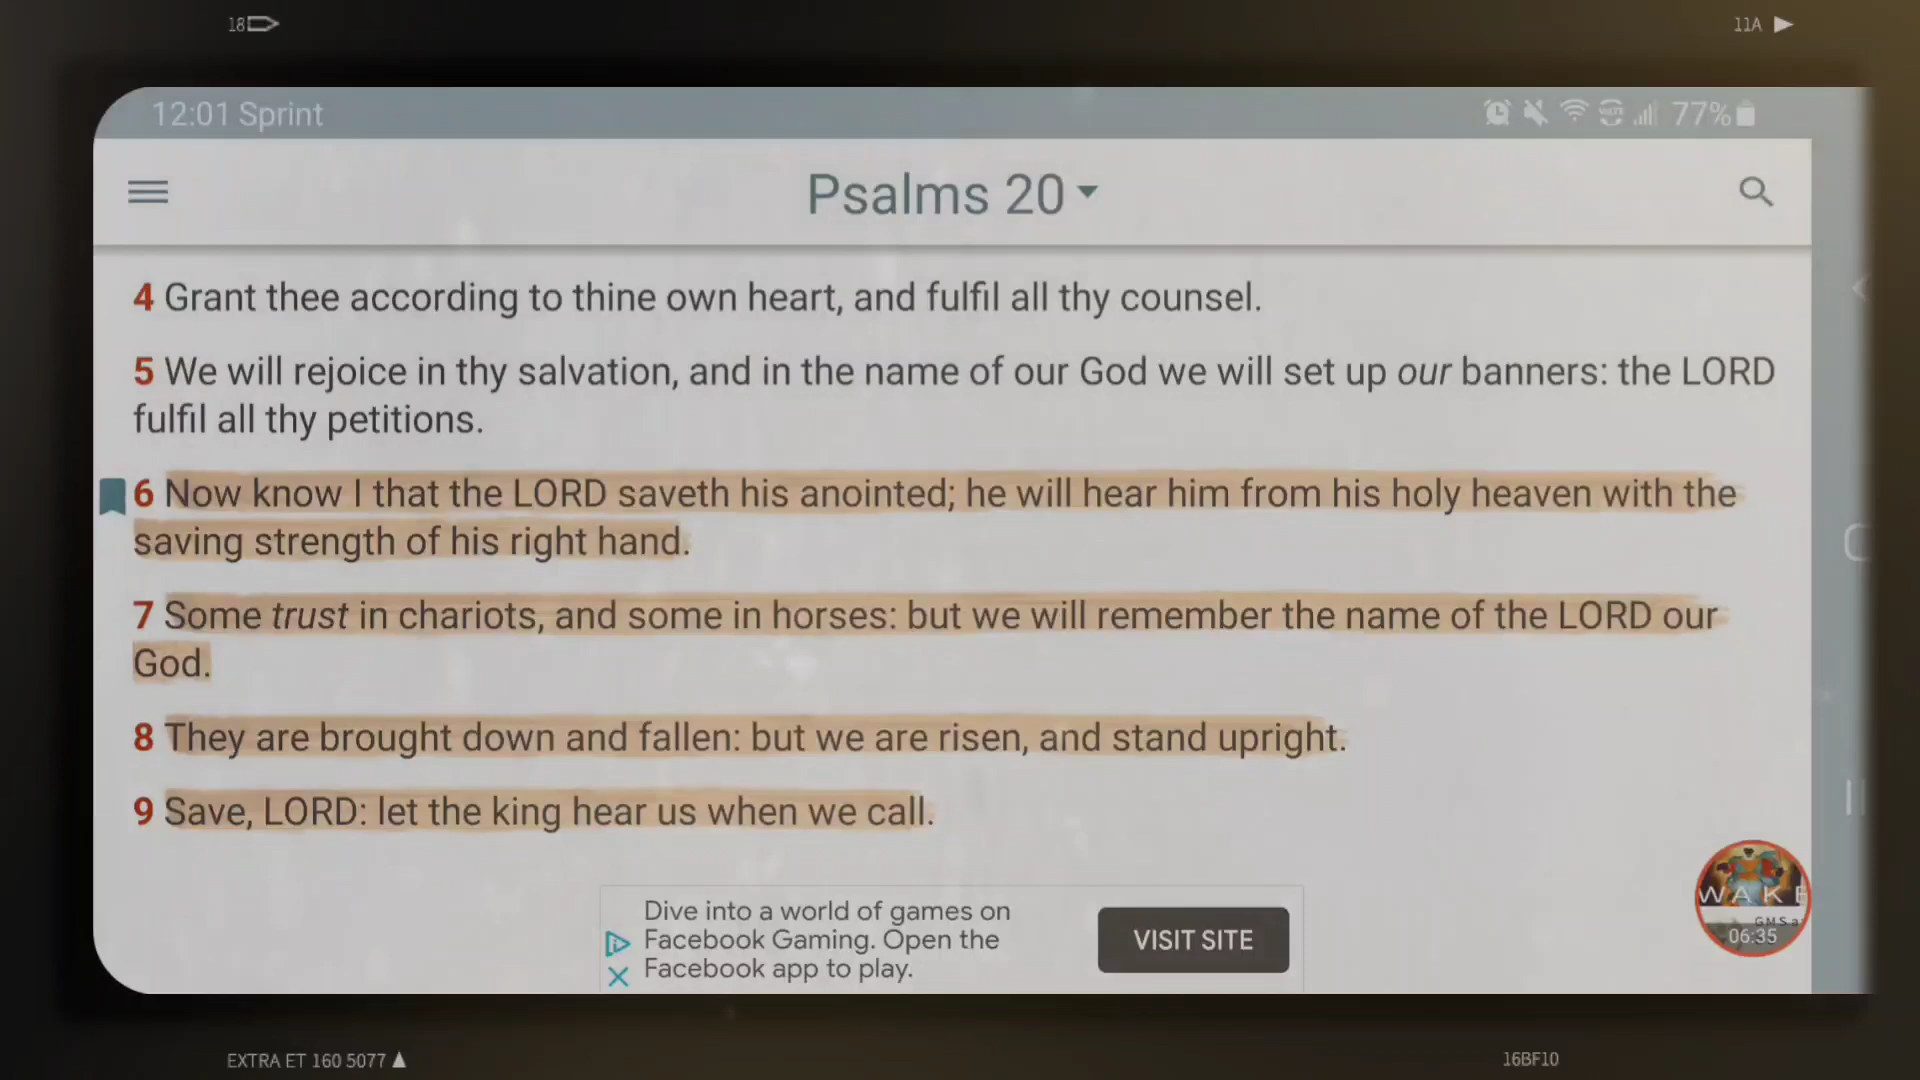 18
11A
12:01 Sprint
77%
Psalms 20
4 Grant thee according to thine own heart, and fulfil all thy counsel.
5 We will rejoice in thy salvation, and in the name of our God we will set up our banners: the LORD
fulfil all thy petitions.
6 Now know I that the LORD saveth his anointed; he will hear him from his holy heaven with the
saving strength of his right hand.
7 Some trust in chariots, and some in horses: but we will remember the name of the LORD our
God.
8 They are brought down and fallen: but we are risen, and stand upright.
9 Save, LORD: let the king hear us when we call.
Dive into a world of games on
Facebook Gaming. Open the
Facebook app to play.
VISIT SITE
WAKE
GMS a
06:35
EXTRA ET 160 5077
16BF10